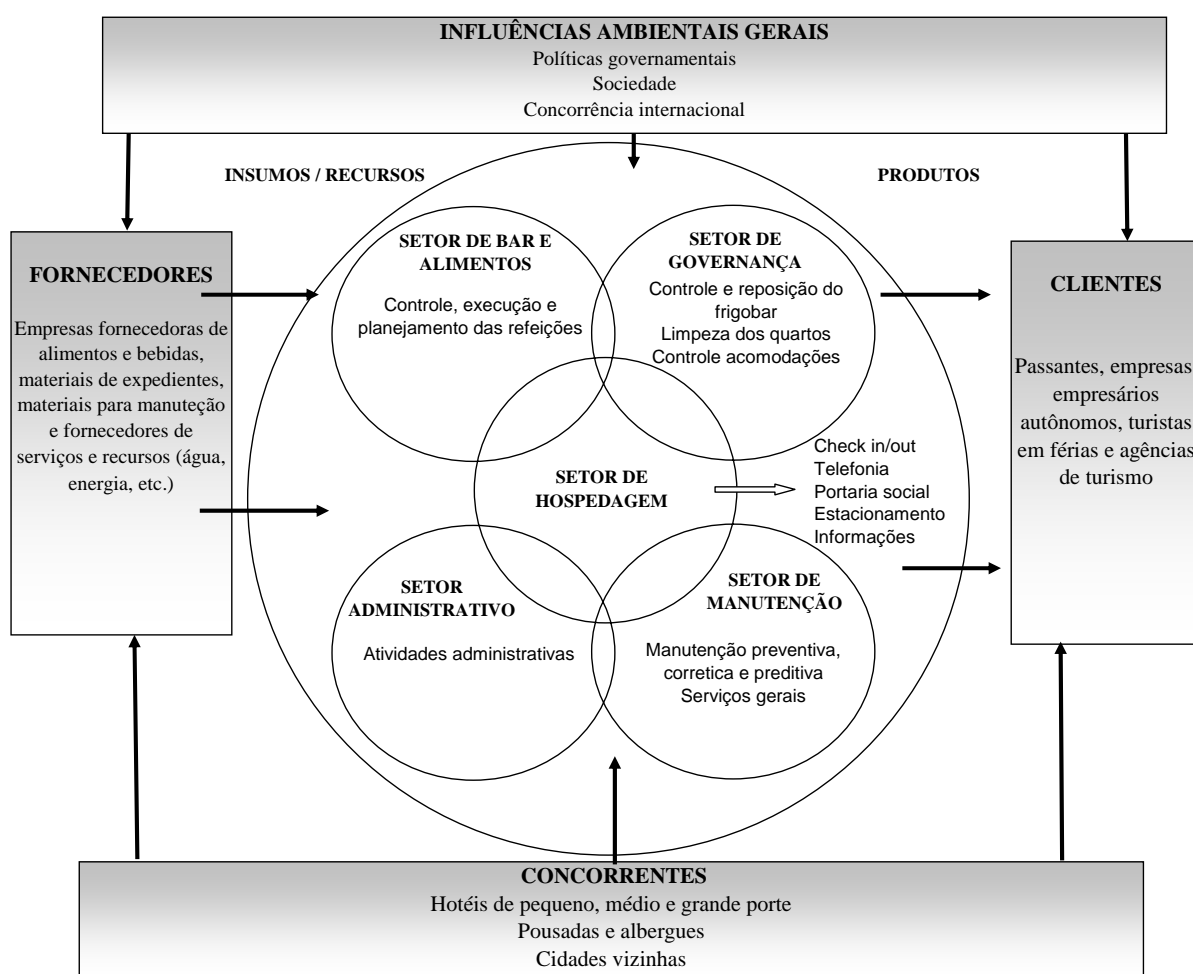 INFLUÊNCIAS AMBIENTAIS GERAIS
Políticas governamentais
Sociedade
Concorrência internacional
INSUMOS / RECURSOS
PRODUTOS
FORNECEDORES
Empresas fornecedoras de
alimentos e bebidas,
materiais de expedientes,
materiais para manuteção
e fornecedores de
serviços e recursos (água,
energia, etc.)
SETOR DE BAR E
ALIMENTOS
Controle, execução e
planejamento das refeições
SETOR DE
GOVERNANÇA
Controle e reposição do
frigobar
Limpeza dos quartos
Controle acomodações
SETOR DE
HOSPEDAGEM
Check in/out
Telefonia
Portaria social
Estacionamento
Informações
SETOR
ADMINISTRATIVO
Atividades administrativas
SETOR DE
MANUTENÇÃO
Manutenção preventiva,
corretica e preditiva
Serviços gerais
CLIENTES
Passantes, empresas
empresários
autônomos, turistas
em férias e agências
de turismo
CONCORRENTES
Hotéis de pequeno, médio e grande porte
Pousadas e albergues
Cidades vizinhas